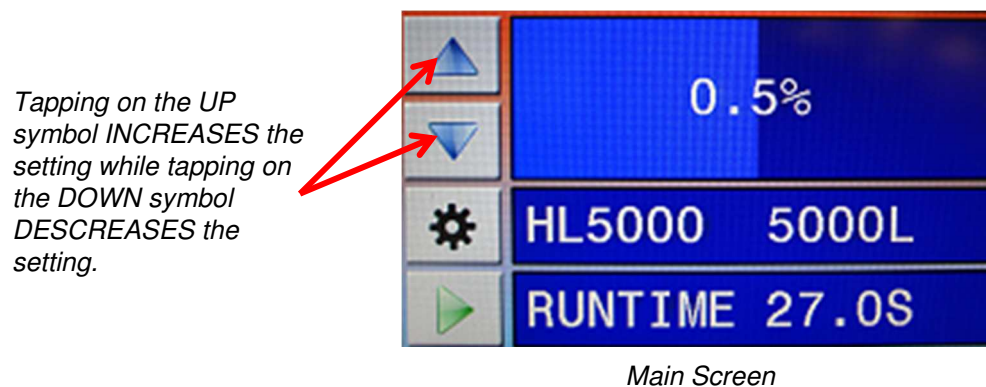 Tapping on the UP
symbol INCREASES the
setting while tapping on
the DOWN symbol
DESCREASES the
setting.
0.5%
HL5000 5000L
RUNTIME 27.0S
Main Screen